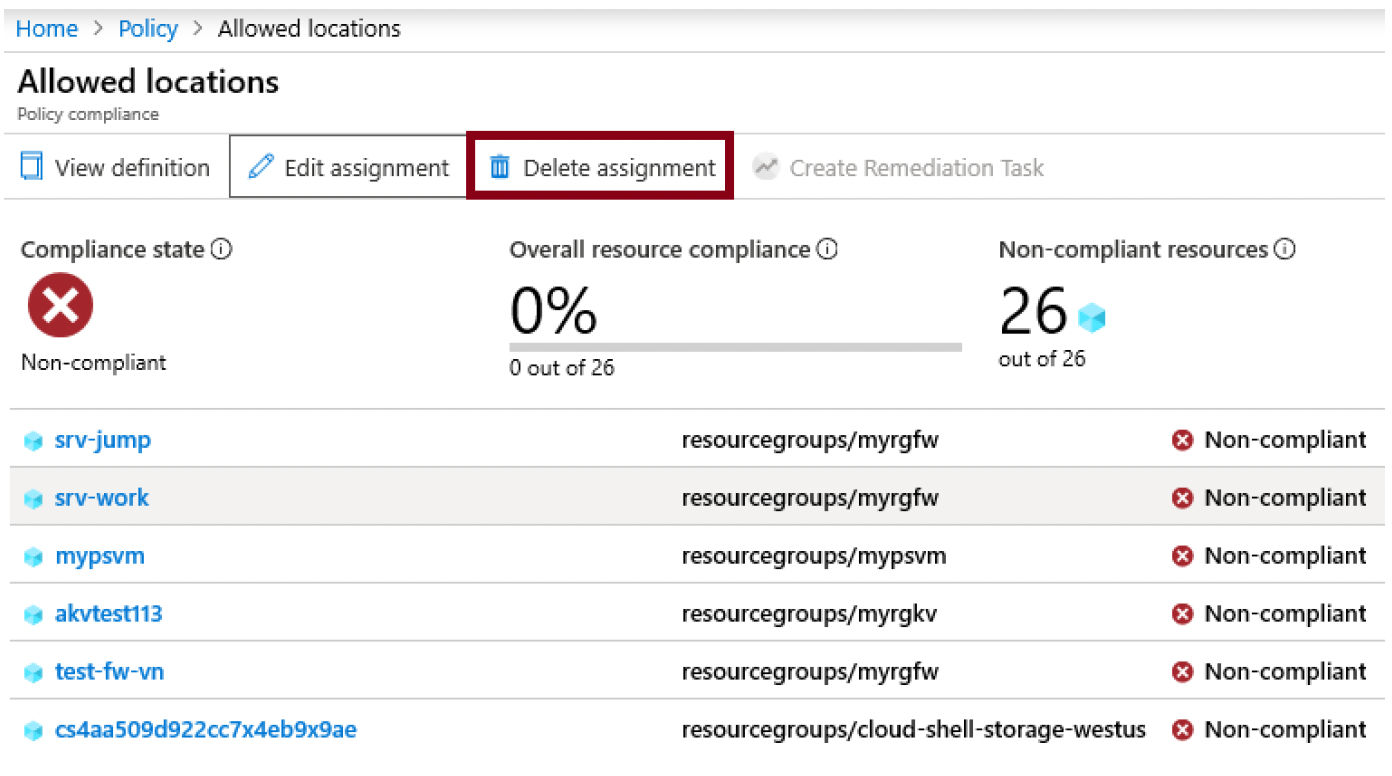 Home > Policy > Allowed locations
Allowed locations
Policy compliance
View definition Edit assignment Delete assignment Create Remediation Task
Compliance state Overall resource compliance Non-compliant resources
0% 26
Non-compliant 0 out of 26 out of 26
srv-jump resourcegroups/myrgfw Non-compliant
srv-work resourcegroups/myrgfw Non-compliant
mypsvm resourcegroups/mypsvm Non-compliant
akvtest113 resourcegroups/myrgkv Non-compliant
test-fw-vn resourcegroups/myrgfw Non-compliant
cs4aa509d922cc7x4eb9x9ae resourcegroups/cloud-shell-storage-westus Non-compliant